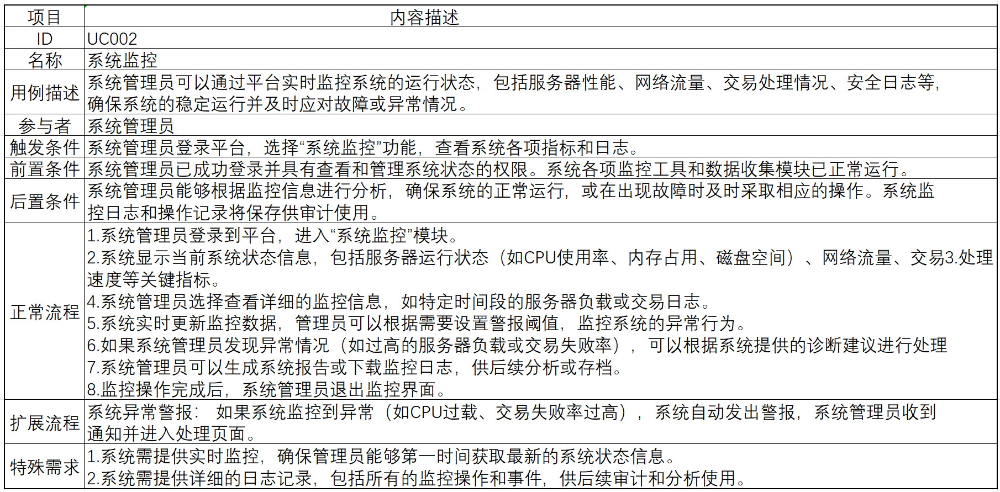 项目 内容描述
ID UC002
名称 系统监控
用例描述 系统管理员可以通过平台实时监控系统的运行状态，包括服务器性能、网络流量、交易处理情况、安全日志等，
确保系统的稳定运行并及时应对故障或异常情况。
参与者 系统管理员
触发条件 系统管理员登录平台，选择“系统监控”功能，查看系统各项指标和日志。
前置条件 系统管理员已成功登录并具有查看和管理系统状态的权限。系统各项监控工具和数据收集模块已正常运行。
后置条件 系统管理员能够根据监控信息进行分析，确保系统的正常运行，或在出现故障时及时采取相应的操作。系统监
控日志和操作记录将保存供审计使用。
正常流程 1.系统管理员登录到平台，进入“系统监控”模块。
2.系统显示当前系统状态信息，包括服务器运行状态（如CPU使用率、内存占用、磁盘空间）、网络流量、交易3.处理
速度等关键指标。
4.系统管理员选择查看详细的监控信息，如特定时间段的服务器负载或交易日志。
5.系统实时更新监控数据，管理员可以根据需要设置警报阈值，监控系统的异常行为。
6.如果系统管理员发现异常情况（如过高的服务器负载或交易失败率），可以根据系统提供的诊断建议进行处理
7.系统管理员可以生成系统报告或下载监控日志，供后续分析或存档。
8.监控操作完成后，系统管理员退出监控界面。
扩展流程 系统异常警报： 如果系统监控到异常（如CPU过载、交易失败率过高），系统自动发出警报，系统管理员收到
通知并进入处理页面。
特殊需求 1.系统需提供实时监控，确保管理员能够第一时间获取最新的系统状态信息。
2.系统需提供详细的日志记录，包括所有的监控操作和事件，供后续审计和分析使用。